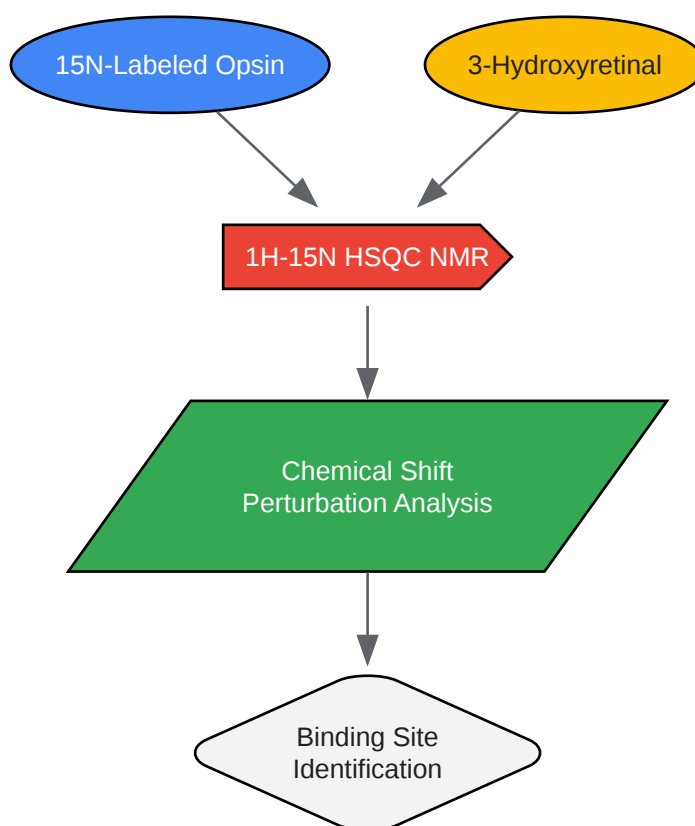 15N-Labeled Opsin
3-Hydroxyretinal
1H-15N HSQC NMR
Chemical Shift
Perturbation Analysis
Binding Site
Identification